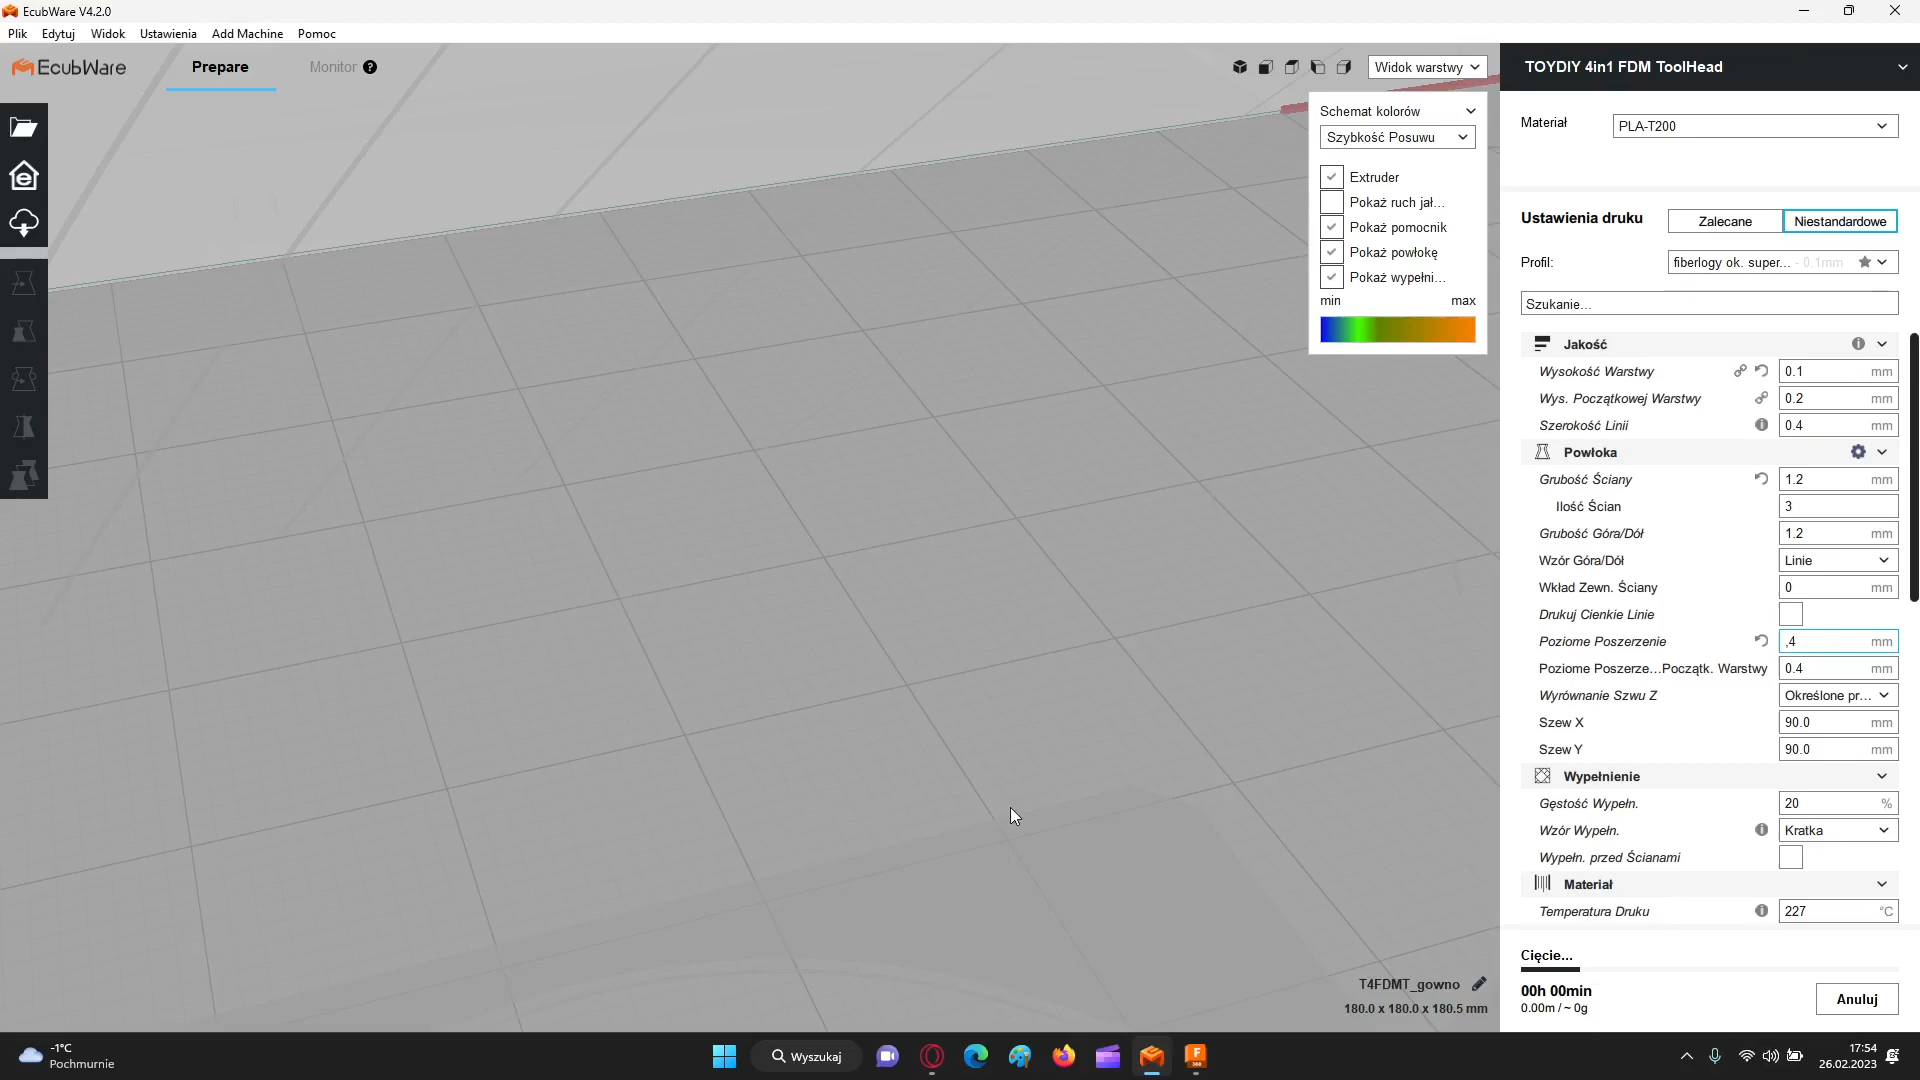 EcubWare V4.2.0
Plik Edytuj Widok Ustawienia Add Machine Pomoc
EcubWare
Prepare
Monitor ?
Widok warstwy
Schemat kolorów
Szybkość Posuwu
Extruder
Pokaż ruch jał...
Pokaż pomocnik
Pokaż powłokę
Pokaż wypełni...
min max
T4FDMT_gowno
180.0 x 180.0 x 180.5 mm
TOYDIY 4in1 FDM ToolHead
Materiał PLA-T200
Ustawienia druku Zalecane Niestandardowe
Profil: fiberlogy ok. super... - 0.1mm
Szukanie...
Jakość
Wysokość Warstwy 0.1 mm
Wys. Początkowej Warstwy 0.2 mm
Szerokość Linii 0.4 mm
Powłoka
Grubość Ściany 1.2 mm
Ilość Ścian 3
Grubość Góra/Dół 1.2 mm
Wzór Góra/Dół Linie
Wkład Zewn. Ściany 0 mm
Drukuj Cienkie Linie
Poziome Poszerzenie ,4 mm
Poziome Poszerze...Początk. Warstwy 0.4 mm
Wyrównanie Szwu Z Określone pr...
Szew X 90.0 mm
Szew Y 90.0 mm
Wypełnienie
Gęstość Wypełn. 20 %
Wzór Wypełn. Kratka
Wypełn. przed Ścianami
Materiał
Temperatura Druku 227 °C
Cięcie...
00h 00min
0.00m / ~ 0g
Anuluj
-1°C
Pochmurnie
Wyszukaj
F
360
17:54
26.02.2023